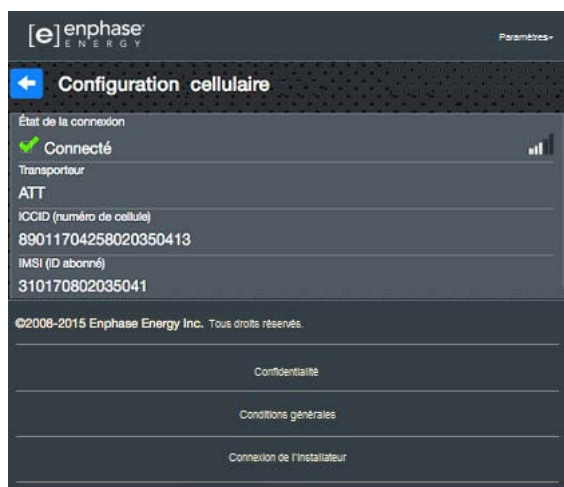 [e] enphase
ENERGY
Paramètres
Configuration cellulaire
État de la connexion
Connecté
Transporteur
ATT
ICCID (numéro de cellule)
89011704258020350413
IMSI (ID abonné)
310170802035041
©2008-2015 Enphase Energy Inc. Tous droits réservés.
Confidentialité
Conditions générales
Connexion de l'Installateur